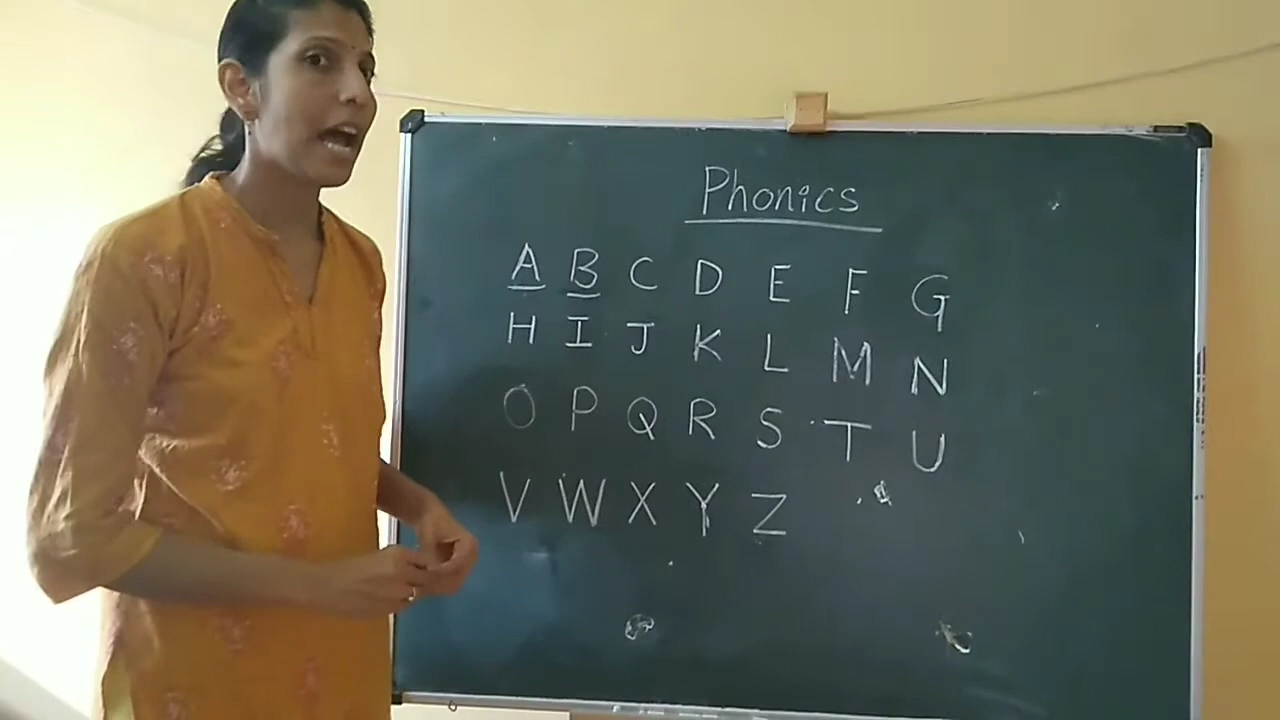 Phonics
A B C D E F G
H I J K L M N
O P Q R S T U
V W X Y Z